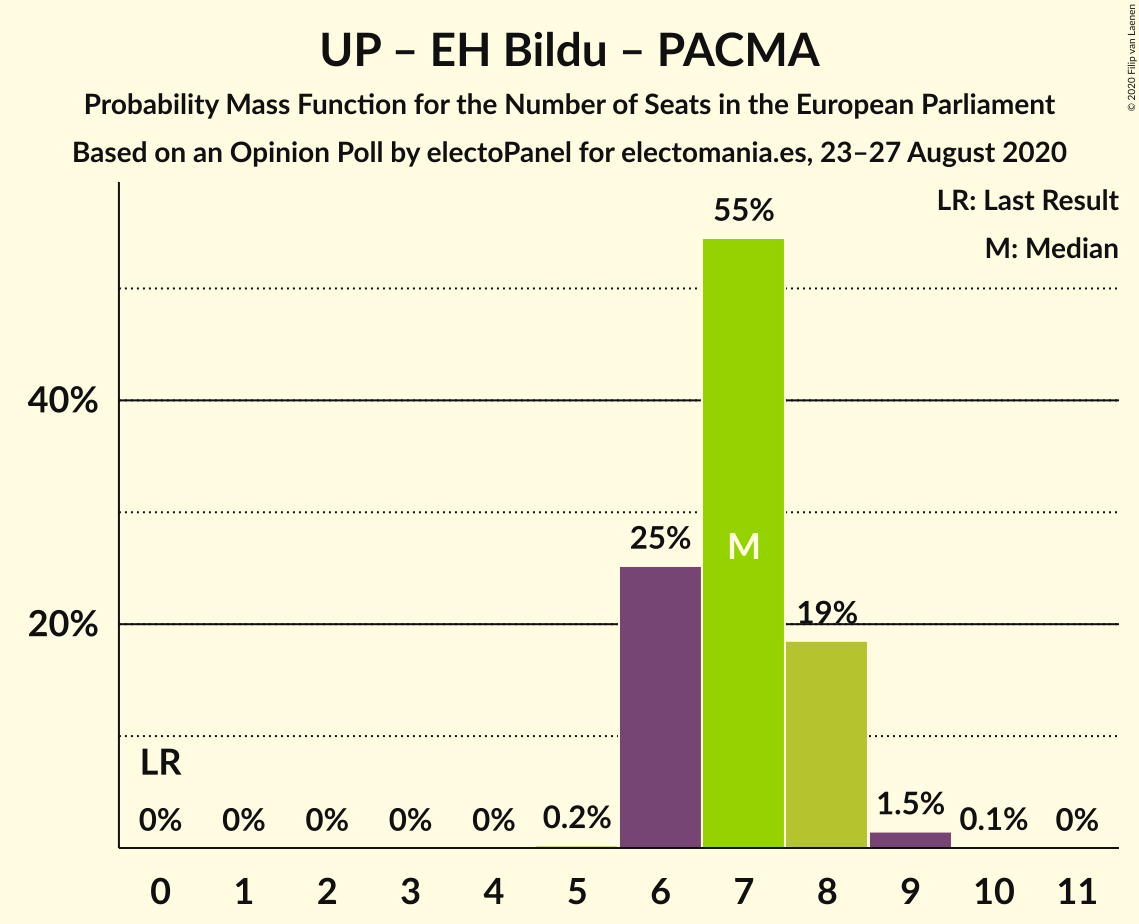 UP – EH Bildu – PACMA
Probability Mass Function for the Number of Seats in the European Parliament
Based on an Opinion Poll by electoPanel for electomania.es, 23–27 August 2020
© 2020 Filip van Laenen
LR: Last Result
M: Median
55%
40%
25%
M
20%
19%
LR
0% 0% 0% 0% 0% 0.2% 1.5% 0.1% 0%
0 1 2 3 4 5 6 7 8 9 10 11